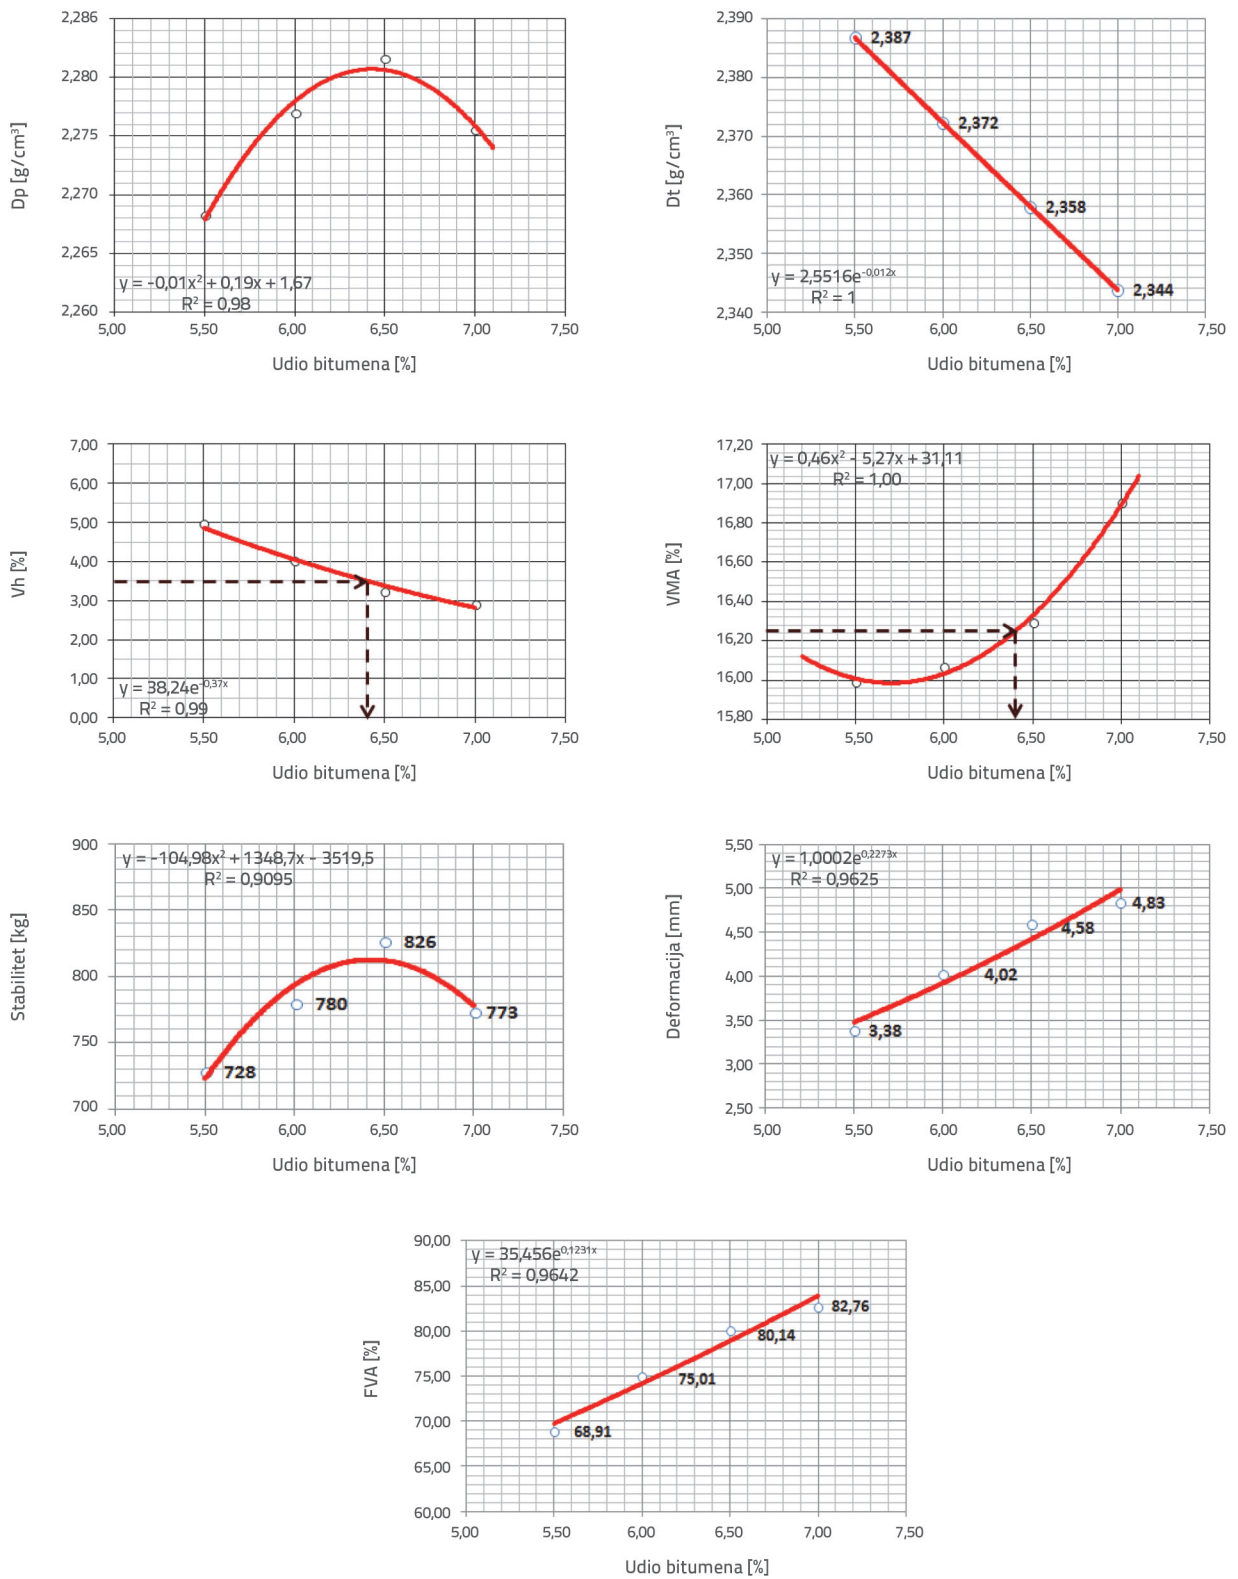 2,286
2,280
2,275
2,270
2,265
2,260
Dp [g/cm³]
y = -0,01x² + 0,19x + 1,67
R² = 0,98
5,00 5,50 6,00 6,50 7,00 7,50
Udio bitumena [%]
2,390
2,380
2,370
2,360
2,350
2,340
Dt [g/cm³]
2,387
2,372
2,358
2,344
y = 2,5516e^-0,012x
R² = 1
5,00 5,50 6,00 6,50 7,00 7,50
Udio bitumena [%]
7,00
6,00
5,00
4,00
3,00
2,00
1,00
0,00
Vh [%]
y = 38,24e^-0,37x
R² = 0,99
5,00 5,50 6,00 6,50 7,00 7,50
Udio bitumena [%]
17,20
17,00
16,80
16,60
16,40
16,20
16,00
15,80
VMA [%]
y = 0,46x² - 5,27x + 31,11
R² = 1,00
5,00 5,50 6,00 6,50 7,00 7,50
Udio bitumena [%]
900
850
800
750
700
Stabilitet [kg]
y = -104,98x² + 1348,7x - 3519,5
R² = 0,9095
826
780
773
728
5,00 5,50 6,00 6,50 7,00 7,50
Udio bitumena [%]
5,50
5,00
4,50
4,00
3,50
3,00
2,50
Deformacija [mm]
y = 1,0002e^0,2273x
R² = 0,9625
4,83
4,58
4,02
3,38
5,00 5,50 6,00 6,50 7,00 7,50
Udio bitumena [%]
90,00
85,00
80,00
75,00
70,00
65,00
60,00
FVA [%]
y = 35,456e^0,1231x
R² = 0,9642
82,76
80,14
75,01
68,91
5,00 5,50 6,00 6,50 7,00 7,50
Udio bitumena [%]